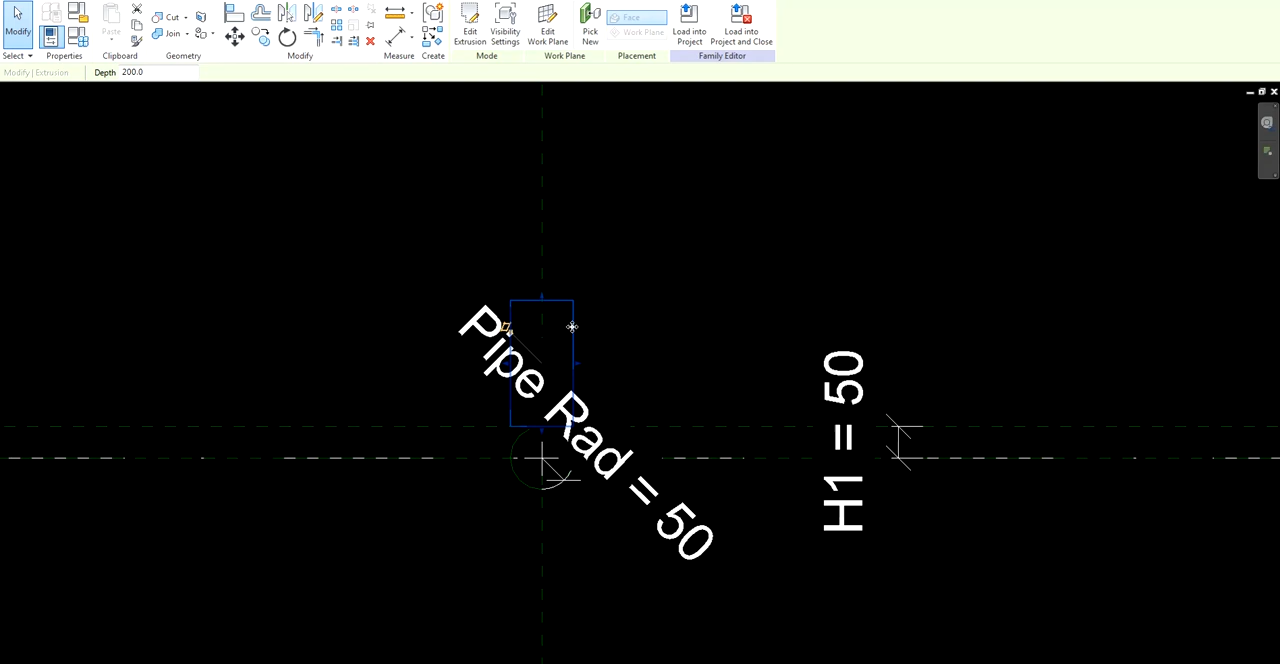 Modify
Select
Properties
Paste
Clipboard
Cut
Join
Geometry
Modify
Measure
Create
Edit
Extrusion
Visibility
Settings
Mode
Edit
Work Plane
Work Plane
Pick
New
Face
Work Plane
Placement
Load into
Project
Load into
Project and Close
Family Editor
Modify | Extrusion
Depth 200.0
Pipe Rad = 50
H1 = 50